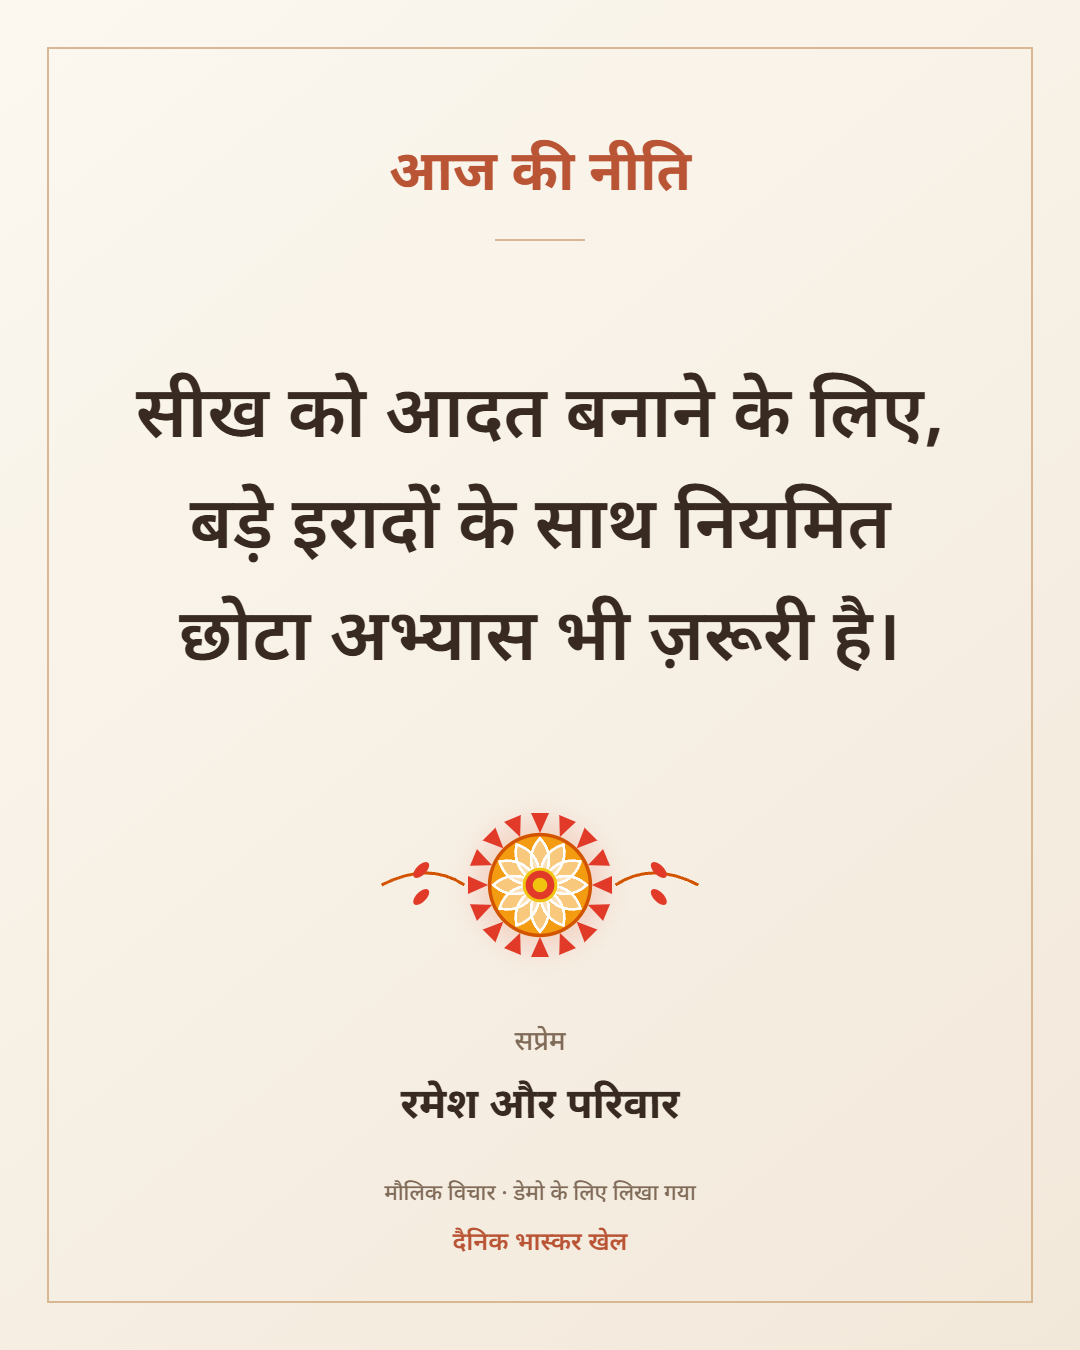 आज की नीति
सीख को आदत बनाने के लिए,
बड़े इरादों के साथ नियमित
छोटा अभ्यास भी ज़रूरी है।
सप्रेम
रमेश और परिवार
मौलिक विचार · डेमो के लिए लिखा गया
दैनिक भास्कर खेल